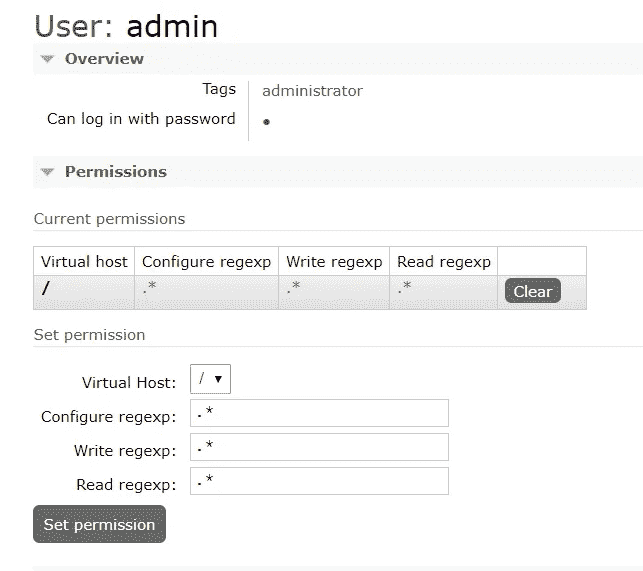 User: admin
Overview
Tags administrator
Can log in with password •
Permissions
Current permissions
Virtual host Configure regexp Write regexp Read regexp
/ .* .* .* Clear
Set permission
Virtual Host: / ▼
Configure regexp: .*
Write regexp: .*
Read regexp: .*
Set permission